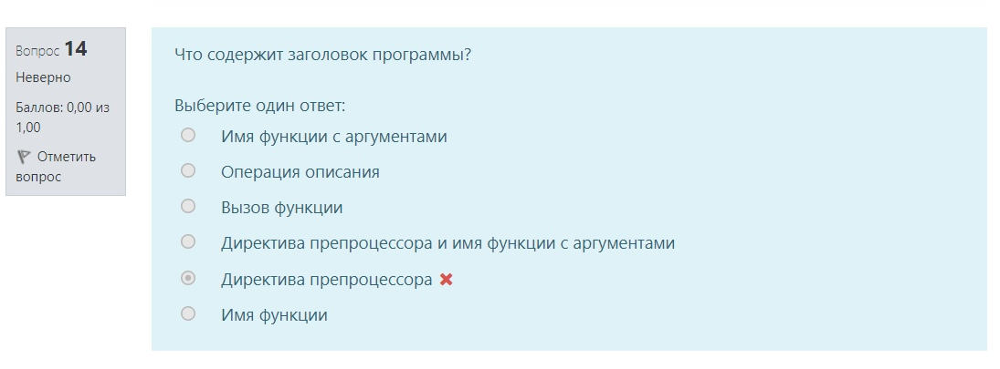 Вопрос 14
Неверно
Баллов: 0,00 из
1,00
Отметить
вопрос
Что содержит заголовок программы?
Выберите один ответ:
Имя функции с аргументами
Операция описания
Вызов функции
Директива препроцессора и имя функции с аргументами
Директива препроцессора
Имя функции